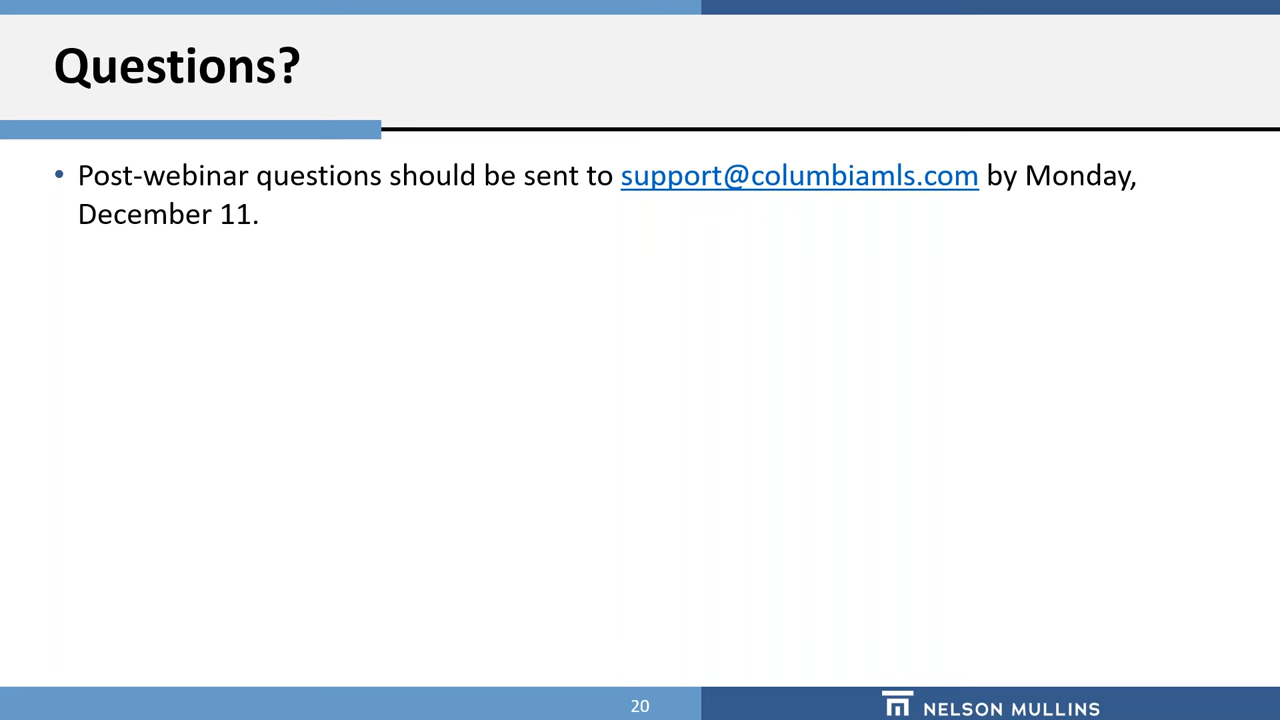 Questions?
• Post-webinar questions should be sent to support@columbiamls.com by Monday,
December 11.
20
NELSON MULLINS